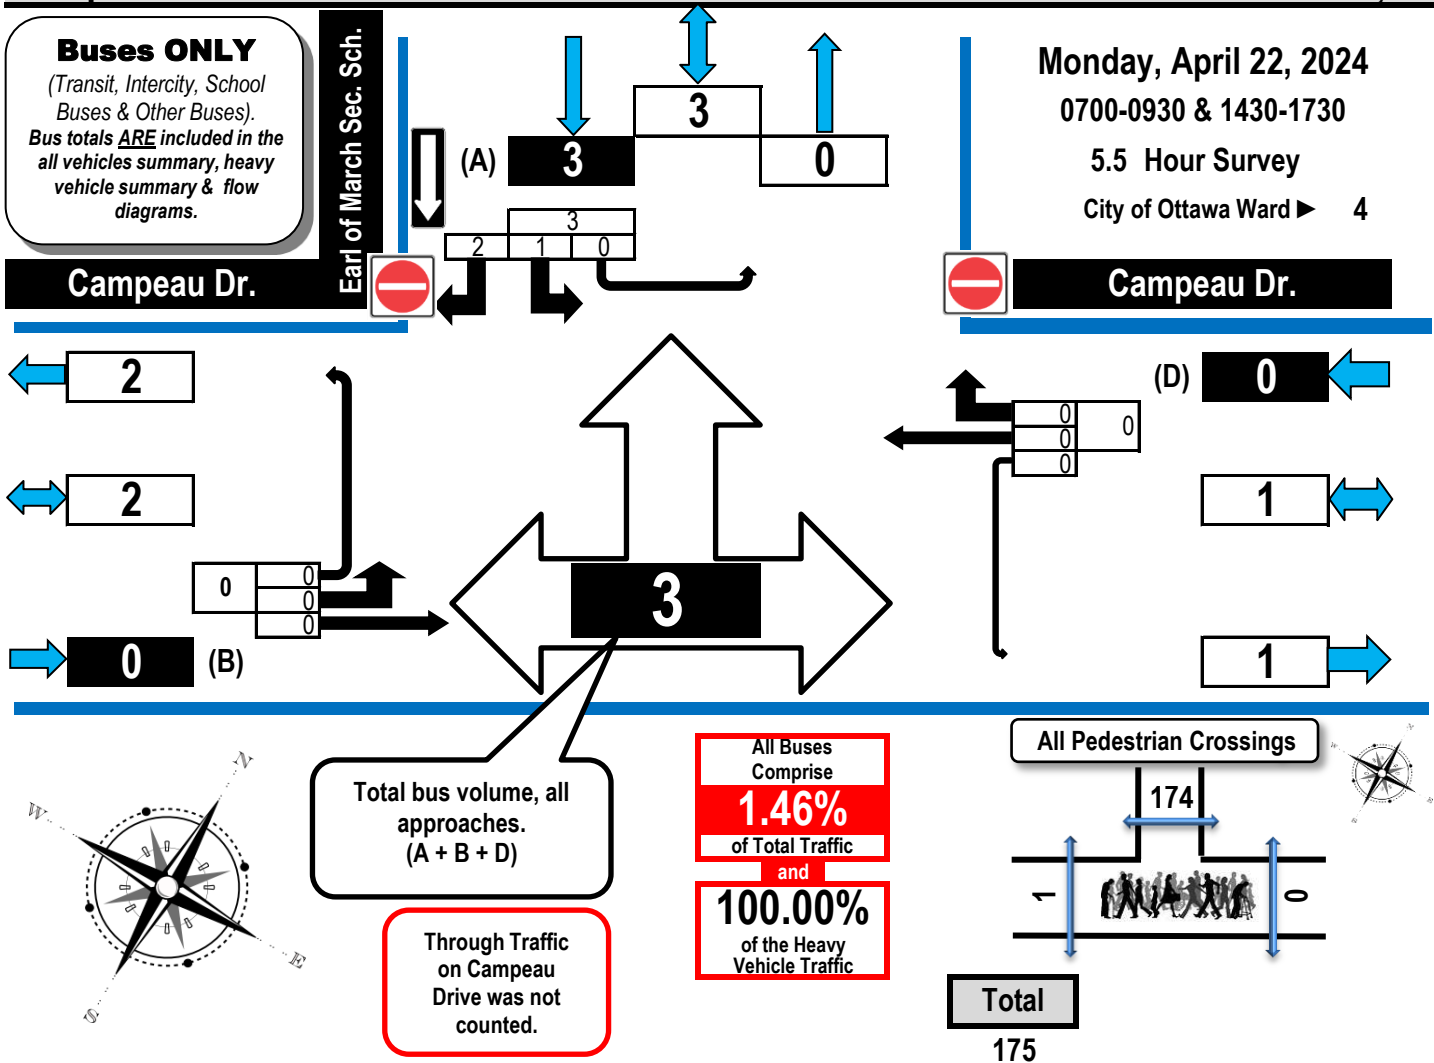 Buses ONLY
(Transit, Intercity, School
Buses & Other Buses).
Bus totals ARE included in the
all vehicles summary, heavy
vehicle summary & flow
diagrams.
Earl of March Sec. Sch.
Campeau Dr.
(A)
3
3
0
3
2 1 0
Monday, April 22, 2024
0700-0930 & 1430-1730
5.5 Hour Survey
City of Ottawa Ward ► 4
Campeau Dr.
2
2
0
0
0
0
0 (B)
3
(D) 0
0
0
0
0
1
1
Total bus volume, all
approaches.
(A + B + D)
Through Traffic
on Campeau
Drive was not
counted.
All Buses
Comprise
1.46%
of Total Traffic
and
100.00%
of the Heavy
Vehicle Traffic
All Pedestrian Crossings
174
1
0
Total
175
N
W
E
S